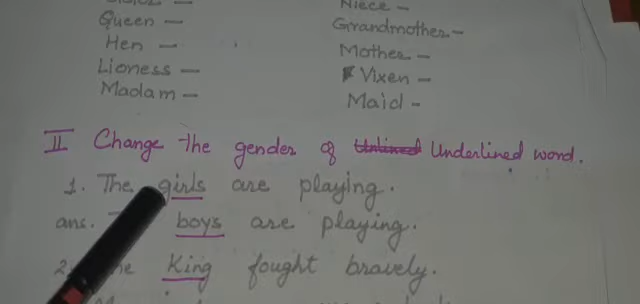 Niece -
Queen - Grandmother -
Hen - Mother -
Lioness - Vixen -
Madam - Maid -
II Change the gender of Underlined word.
1. The girls are playing.
ans. boys are playing.
2. King fought bravely.